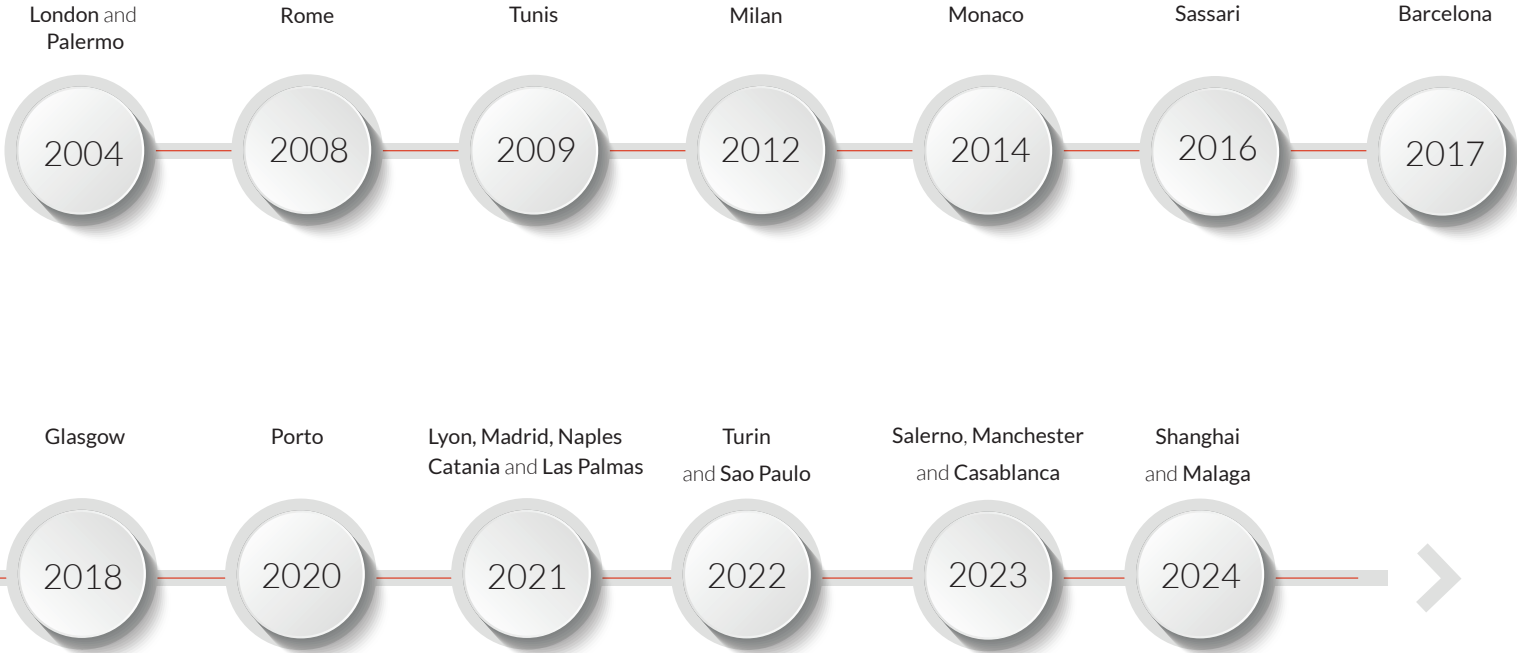 London and
Palermo
Rome
Tunis
Milan
Monaco
Sassari
Barcelona
2004
2008
2009
2012
2014
2016
2017
Glasgow
Porto
Lyon, Madrid, Naples
Catania and Las Palmas
Turin
and Sao Paulo
Salerno, Manchester
and Casablanca
Shanghai
and Malaga
2018
2020
2021
2022
2023
2024